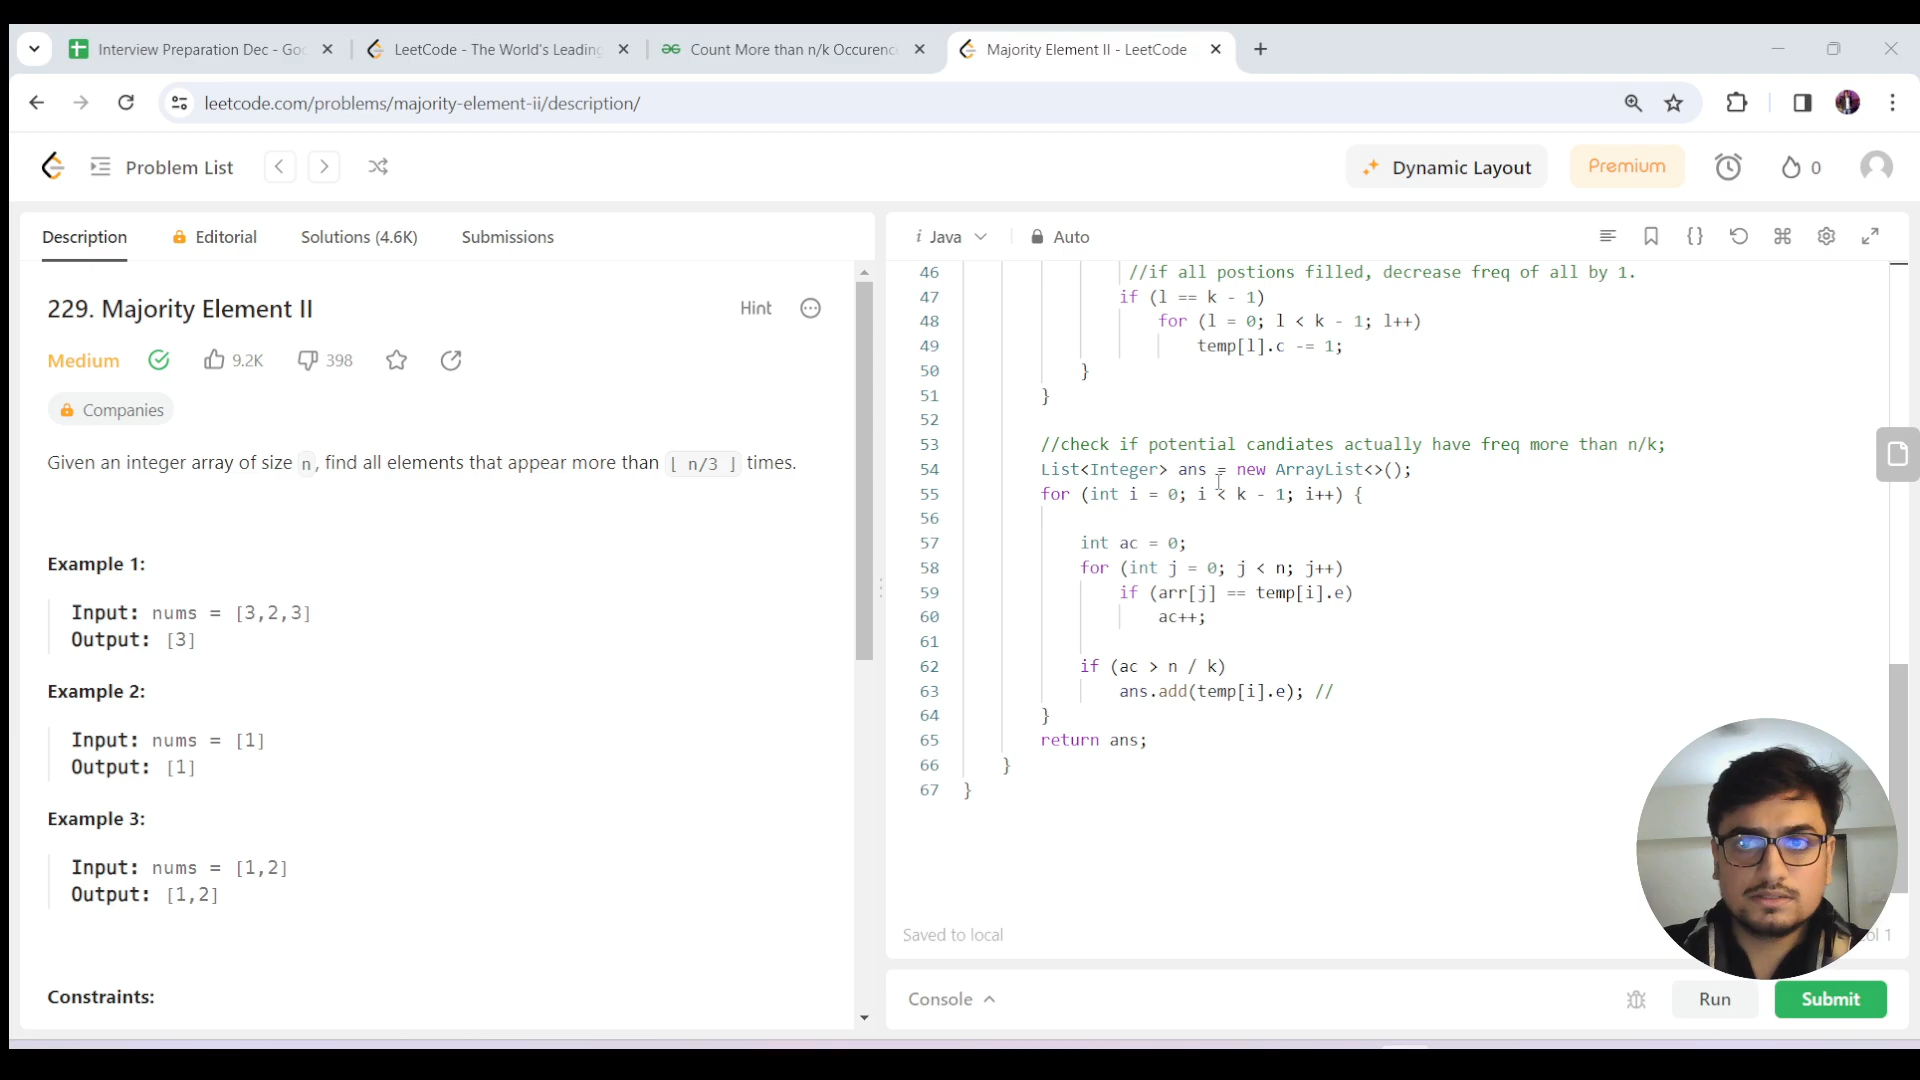 Interview Preparation Dec - Goo
LeetCode - The World's Leading
Count More than n/k Occurenc
Majority Element II - LeetCode
leetcode.com/problems/majority-element-ii/description/
Problem List
Dynamic Layout
Premium
0
Description
Editorial
Solutions (4.6K)
Submissions
229. Majority Element II
Hint
Medium
9.2K
398
Companies
Given an integer array of size n, find all elements that appear more than ⌊ n/3 ⌋ times.
Example 1:
Input: nums = [3,2,3]
Output: [3]
Example 2:
Input: nums = [1]
Output: [1]
Example 3:
Input: nums = [1,2]
Output: [1,2]
Constraints:
i Java
Auto
46 //if all postions filled, decrease freq of all by 1.
47 if (l == k - 1)
48 for (l = 0; l < k - 1; l++)
49 temp[l].c -= 1;
50 }
51 }
52
53 //check if potential candiates actually have freq more than n/k;
54 List<Integer> ans = new ArrayList<>();
55 for (int i = 0; i < k - 1; i++) {
56
57 int ac = 0;
58 for (int j = 0; j < n; j++)
59 if (arr[j] == temp[i].e)
60 ac++;
61
62 if (ac > n / k)
63 ans.add(temp[i].e); //
64 }
65 return ans;
66 }
67 }
Saved to local
ol 1
Console
Run
Submit